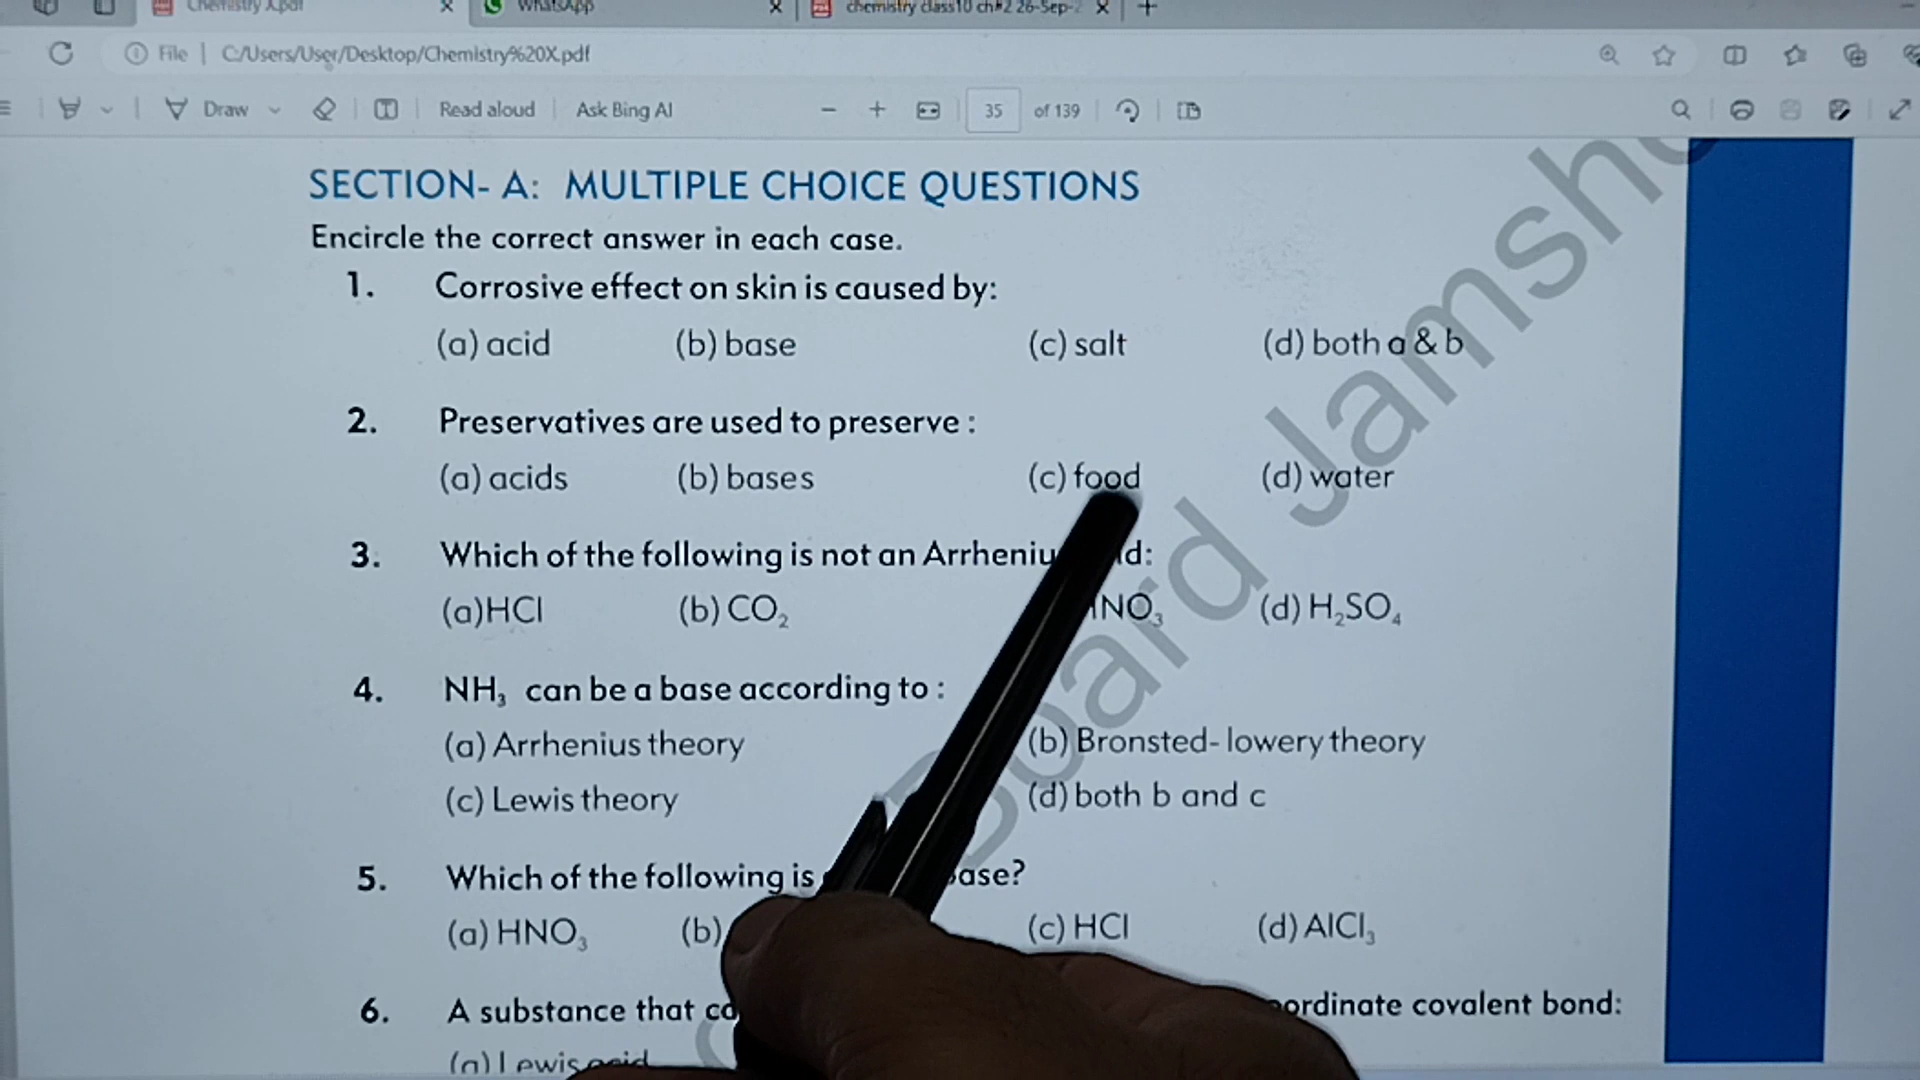 Chemistry X.pdf WhatsApp chemistry class10 ch#2 26-Sep-2
File C:/Users/User/Desktop/Chemistry%20X.pdf
Draw Read aloud Ask Bing AI 35 of 139
SECTION- A: MULTIPLE CHOICE QUESTIONS
Encircle the correct answer in each case.
1. Corrosive effect on skin is caused by:
(a) acid (b) base (c) salt (d) both a & b
2. Preservatives are used to preserve :
(a) acids (b) bases (c) food (d) water
3. Which of the following is not an
(a)HCl (b) CO₂ (d) H₂SO₄
4. NH₃ can be a base according to :
(a) Arrhenius theory (b) Bronsted- lowery theory
(c) Lewis theory (d) both b and c
5. Which of the following is
(a) HNO₃ (b) (c) HCl (d) AlCl₃
6. A substance that covalent bond:
(a) Lewis acid
Board Jamsho